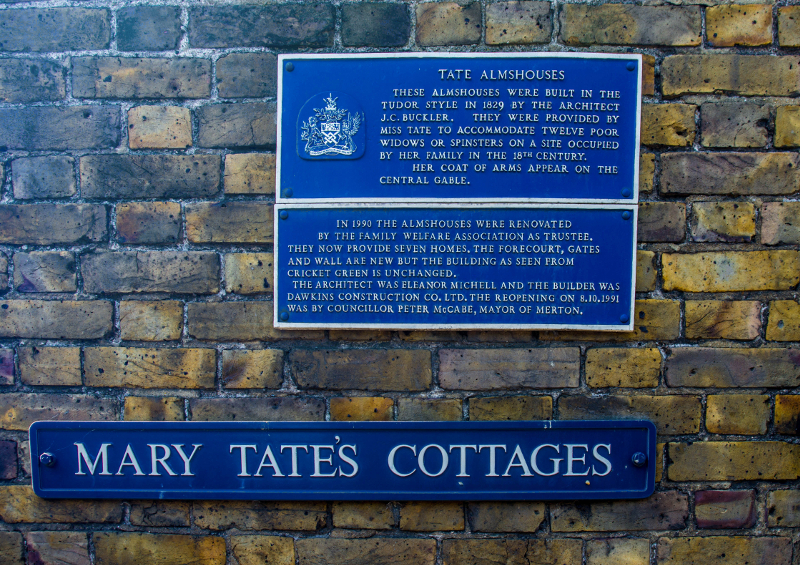 TATE ALMSHOUSES
THESE ALMSHOUSES WERE BUILT IN THE
TUDOR STYLE IN 1829 BY THE ARCHITECT
J.C. BUCKLER. THEY WERE PROVIDED BY
MISS TATE TO ACCOMMODATE TWELVE POOR
WIDOWS OR SPINSTERS ON A SITE OCCUPIED
BY HER FAMILY IN THE 18TH CENTURY.
HER COAT OF ARMS APPEAR ON THE
CENTRAL GABLE.
IN 1990 THE ALMSHOUSES WERE RENOVATED
BY THE FAMILY WELFARE ASSOCIATION AS TRUSTEE.
THEY NOW PROVIDE SEVEN HOMES. THE FORECOURT, GATES
AND WALL ARE NEW BUT THE BUILDING AS SEEN FROM
CRICKET GREEN IS UNCHANGED.
THE ARCHITECT WAS ELEANOR MICHELL AND THE BUILDER WAS
DAWKINS CONSTRUCTION CO. LTD. THE REOPENING ON 8.10.1991
WAS BY COUNCILLOR PETER McCABE, MAYOR OF MERTON.
MARY TATE'S COTTAGES